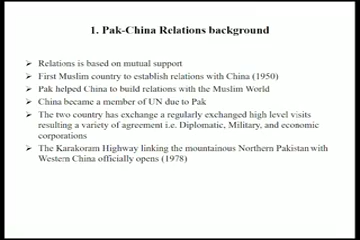 1. Pak-China Relations background
➢ Relations is based on mutual support
➢ First Muslim country to establish relations with China (1950)
➢ Pak helped China to build relations with the Muslim World
➢ China became a member of UN due to Pak
➢ The two country has exchange a regularly exchanged high level visits
resulting a variety of agreement i.e. Diplomatic, Military, and economic
corporations
➢ The Karakoram Highway linking the mountainous Northern Pakistan with
Western China officially opens (1978)